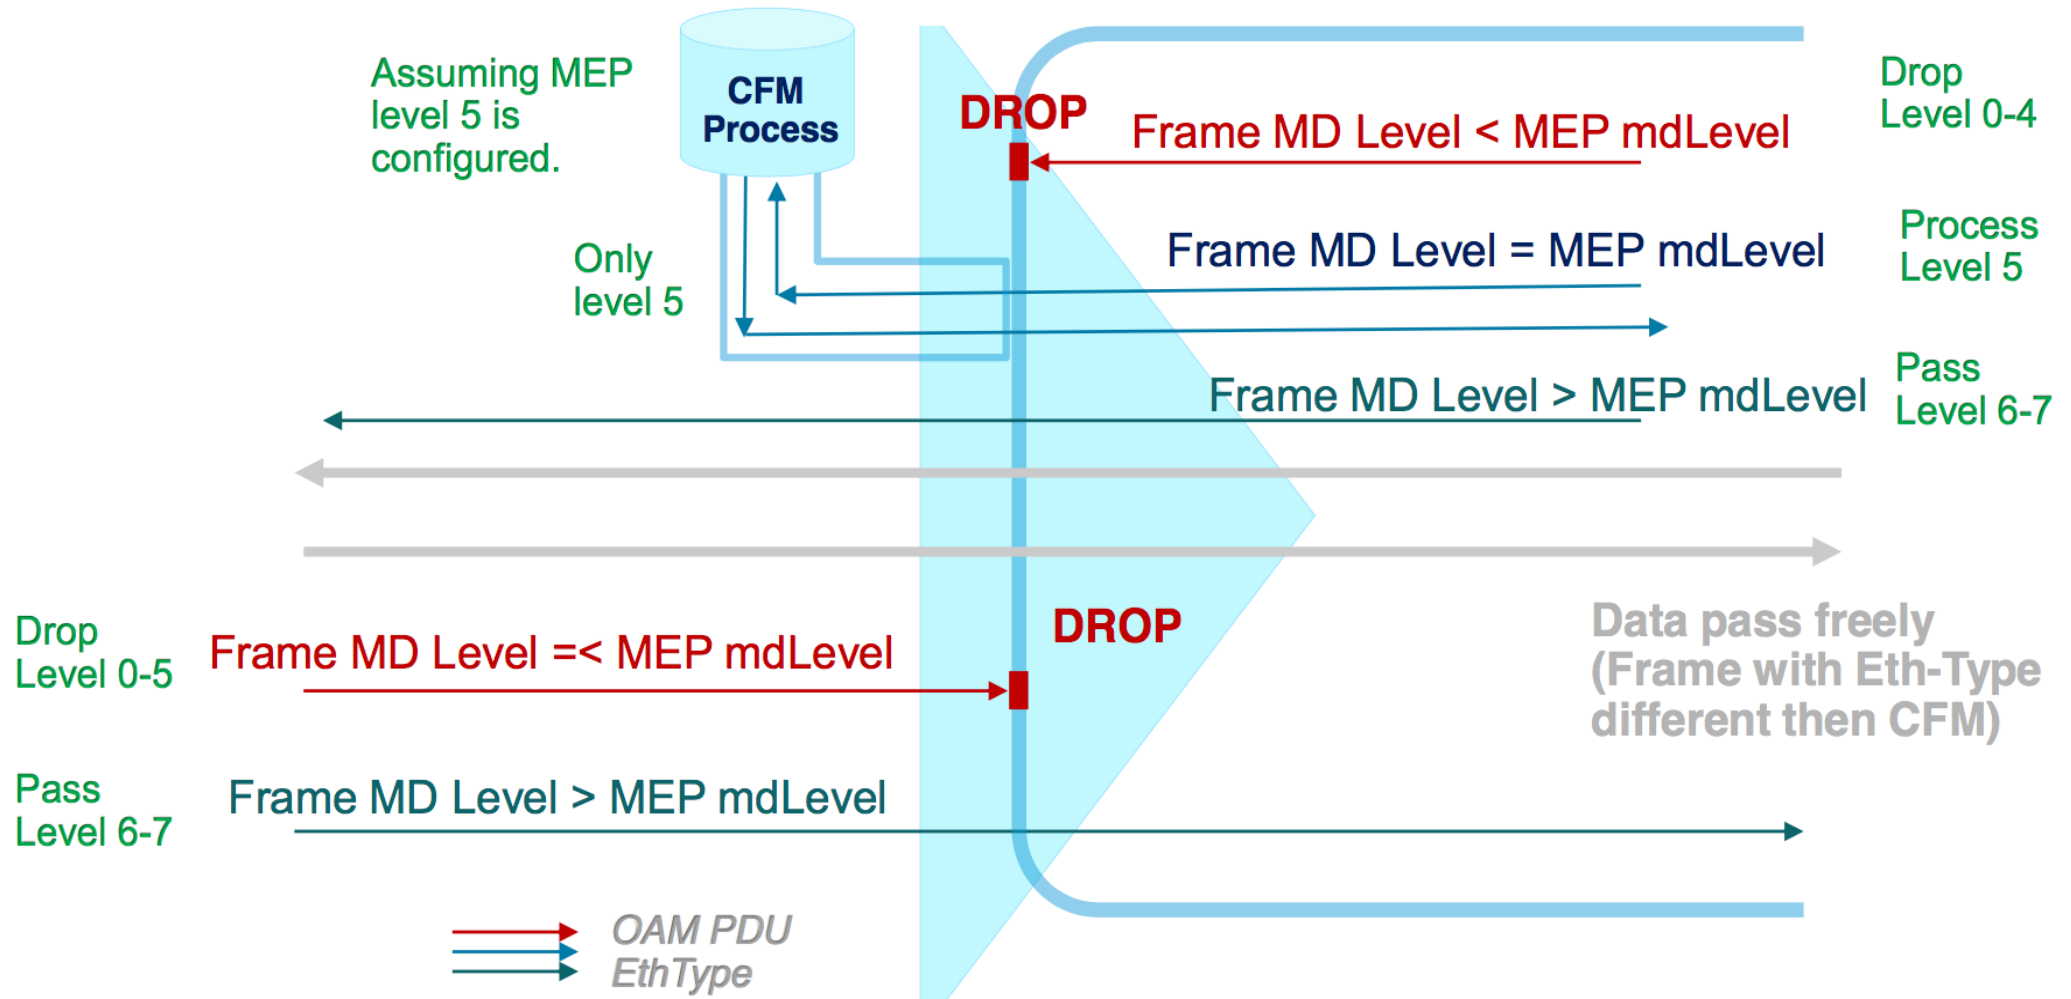 Assuming MEP
level 5 is
configured.
CFM
Process
DROP
Frame MD Level < MEP mdLevel
Drop
Level 0-4
Only
level 5
Frame MD Level = MEP mdLevel
Process
Level 5
Frame MD Level > MEP mdLevel
Pass
Level 6-7
Drop
Level 0-5
Frame MD Level =< MEP mdLevel
DROP
Data pass freely
(Frame with Eth-Type
different then CFM)
Pass
Level 6-7
Frame MD Level > MEP mdLevel
OAM PDU
EthType